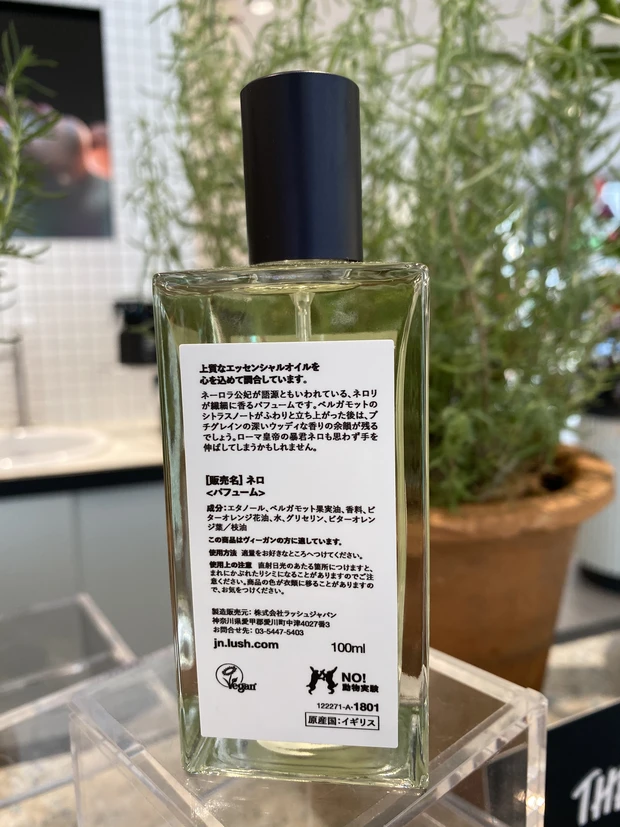 上質なエッセンシャルオイルを
心を込めて調合しています。
ネーロラ公妃が語源ともいわれている、ネロリ
が繊細に香るパフュームです。ベルガモットの
シトラスノートがふわりと立ち上がった後は、プ
チグレインの深いウッディな香りの余韻が残る
でしょう。ローマ皇帝の暴君ネロも思わず手を
伸ばしてしまうかもしれません。
[販売名] ネロ
<パフューム>
成分:エタノール、ベルガモット果実油、香料、ビ
ターオレンジ花油、水、グリセリン、ビターオレン
ジ葉/枝油
この商品はヴィーガンの方に適しています。
使用方法 適量をお好きなところへつけてください。
使用上の注意 直射日光のあたる箇所につけますと、
まれにかぶれたりシミになることがありますのでご注
意ください。商品の色が衣類に移ることがありますの
で、お気をつけください。
製造販売元:株式会社ラッシュジャパン
神奈川県愛甲郡愛川町中津4027番3
お問合せ先:03-5447-5403
jn.lush.com 100ml
Vegan
NO!
動物実験
122271-A-1801
原産国:イギリス